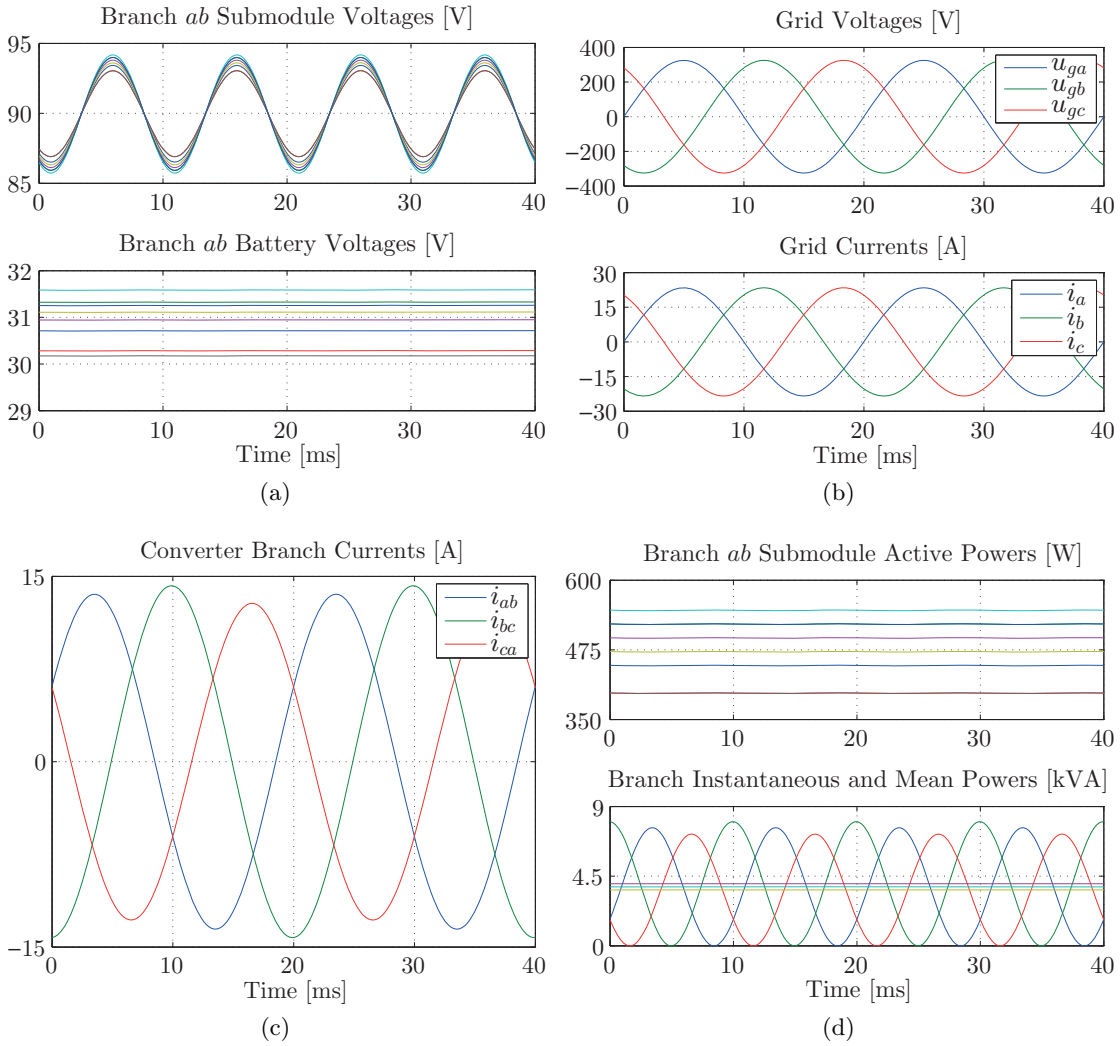 Branch ab Submodule Voltages [V]
95
90
85
0 10 20 30 40
Branch ab Battery Voltages [V]
32
31
30
29
0 10 20 30 40
Time [ms]
(a)
Grid Voltages [V]
400
200
0
−200
−400
u_ga
u_gb
u_gc
0 10 20 30 40
Grid Currents [A]
30
15
0
−15
−30
i_a
i_b
i_c
0 10 20 30 40
Time [ms]
(b)
Converter Branch Currents [A]
15
0
−15
i_ab
i_bc
i_ca
0 10 20 30 40
Time [ms]
(c)
Branch ab Submodule Active Powers [W]
600
475
350
0 10 20 30 40
Branch Instantaneous and Mean Powers [kVA]
9
4.5
0
0 10 20 30 40
Time [ms]
(d)